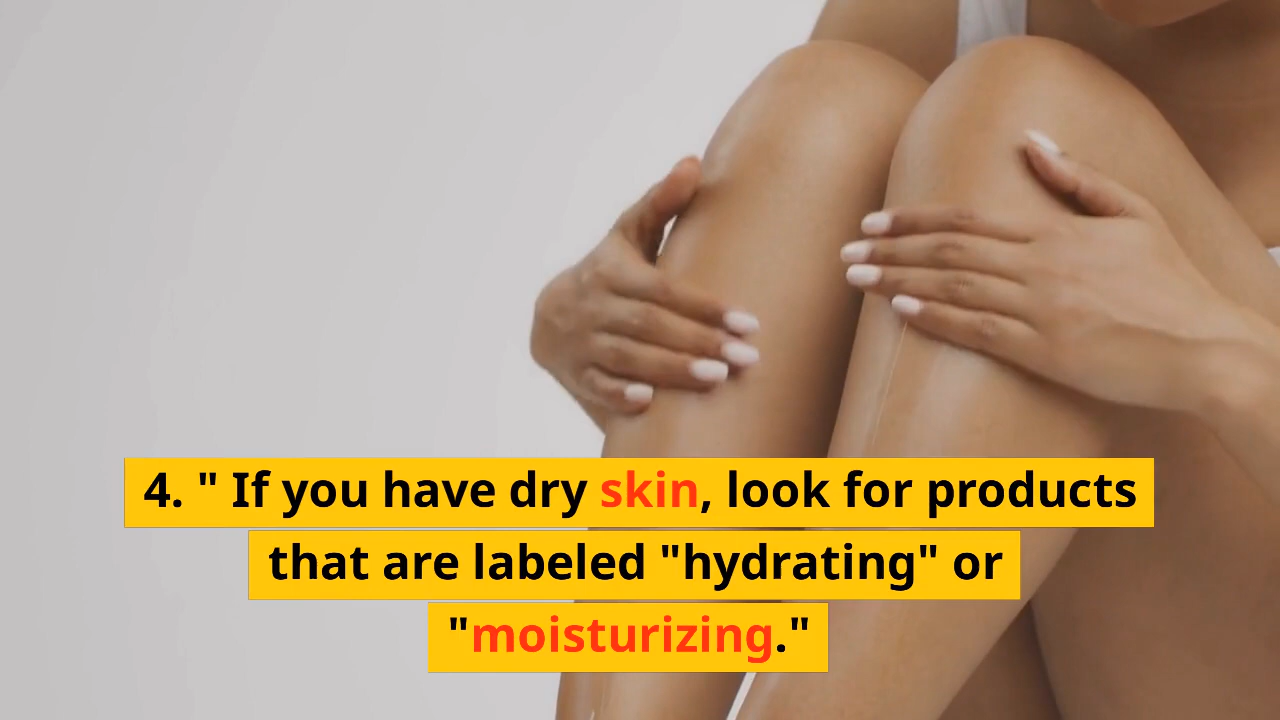 4. " If you have dry skin, look for products
that are labeled "hydrating" or
"moisturizing."